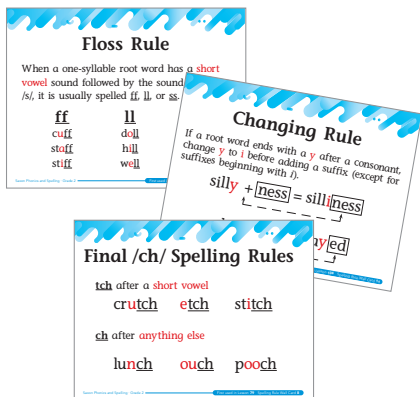 Floss Rule
When a one-syllable root word has a short
vowel sound followed by the sound
/s/, it is usually spelled ff, ll, or ss.
ff ll
cuff doll
staff hill
stiff well
Changing Rule
If a root word ends with a y after a consonant,
change y to i before adding a suffix (except for
suffixes beginning with i).
silly + ness = silliness
yed
Final /ch/ Spelling Rules
tch after a short vowel
crutch etch stitch
ch after anything else
lunch ouch pooch